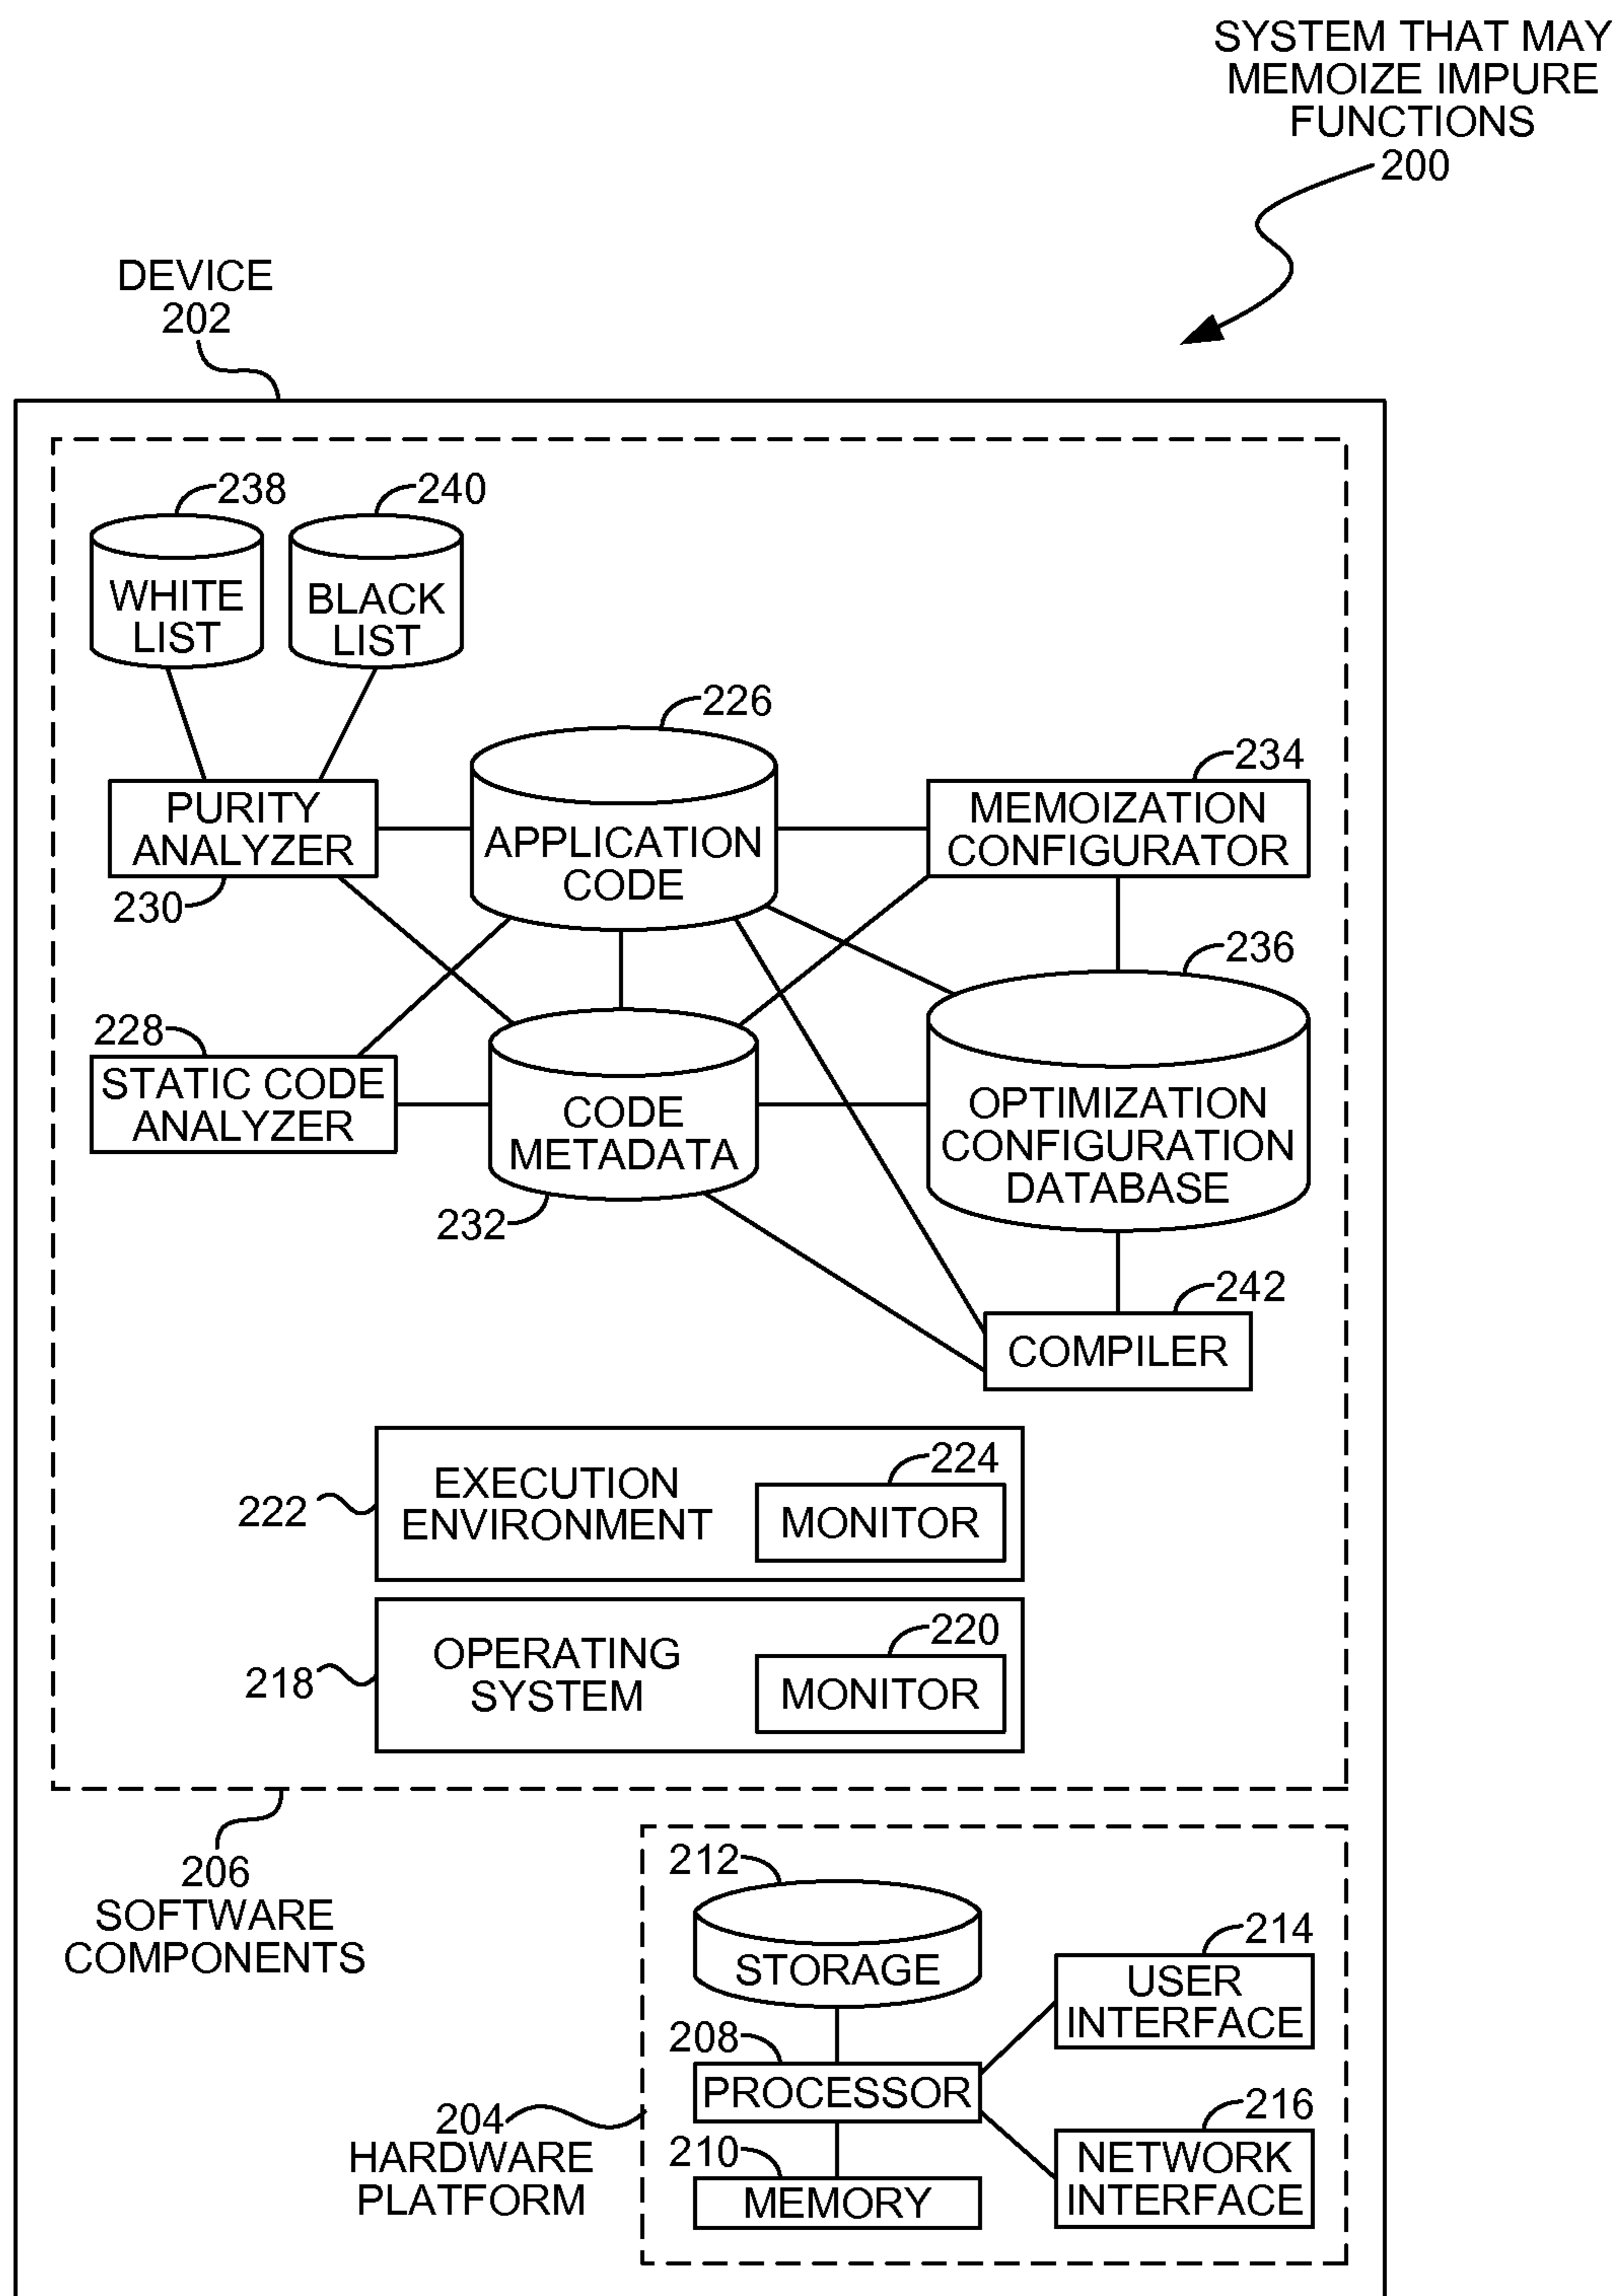 SYSTEM THAT MAY
MEMOIZE IMPURE
FUNCTIONS
200
DEVICE
202
238
240
WHITE
LIST
BLACK
LIST
226
234
PURITY
ANALYZER
APPLICATION
CODE
MEMOIZATION
CONFIGURATOR
230
236
228
STATIC CODE
ANALYZER
CODE
METADATA
OPTIMIZATION
CONFIGURATION
DATABASE
232
242
COMPILER
224
EXECUTION
ENVIRONMENT
MONITOR
222
220
OPERATING
SYSTEM
MONITOR
218
206
SOFTWARE
COMPONENTS
212
STORAGE
214
USER
INTERFACE
208
PROCESSOR
204
HARDWARE
PLATFORM
216
NETWORK
INTERFACE
210
MEMORY